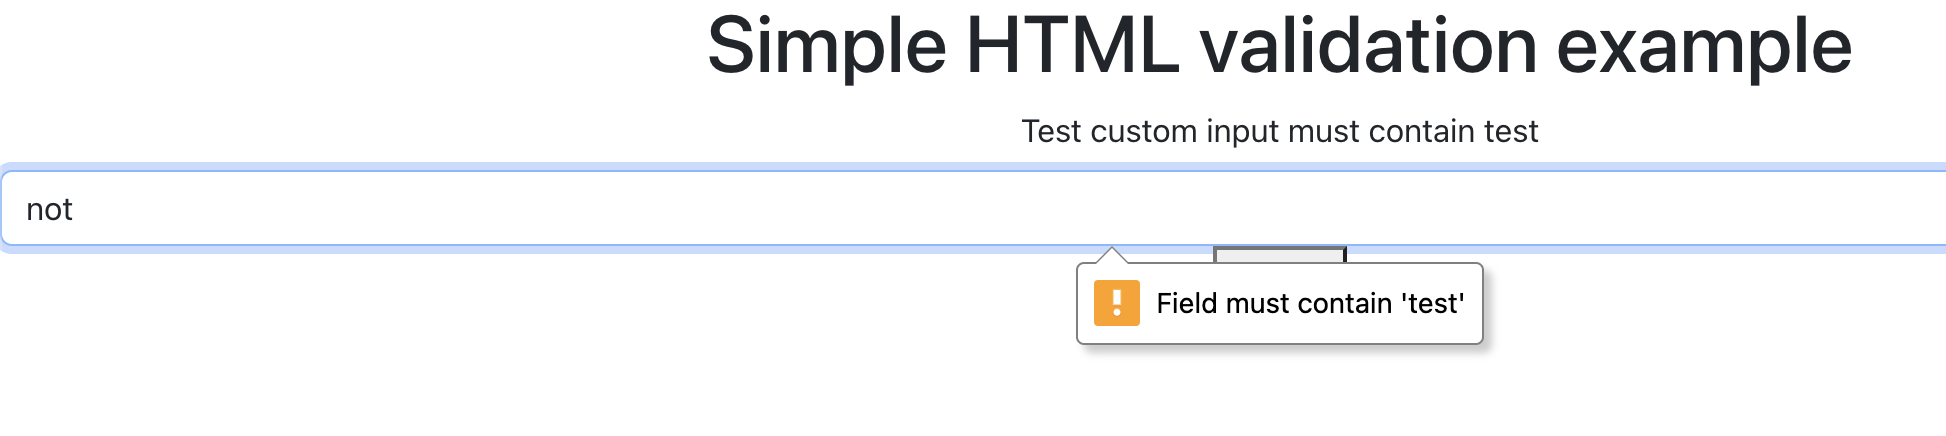 Simple HTML validation example
Test custom input must contain test
not
Field must contain 'test'